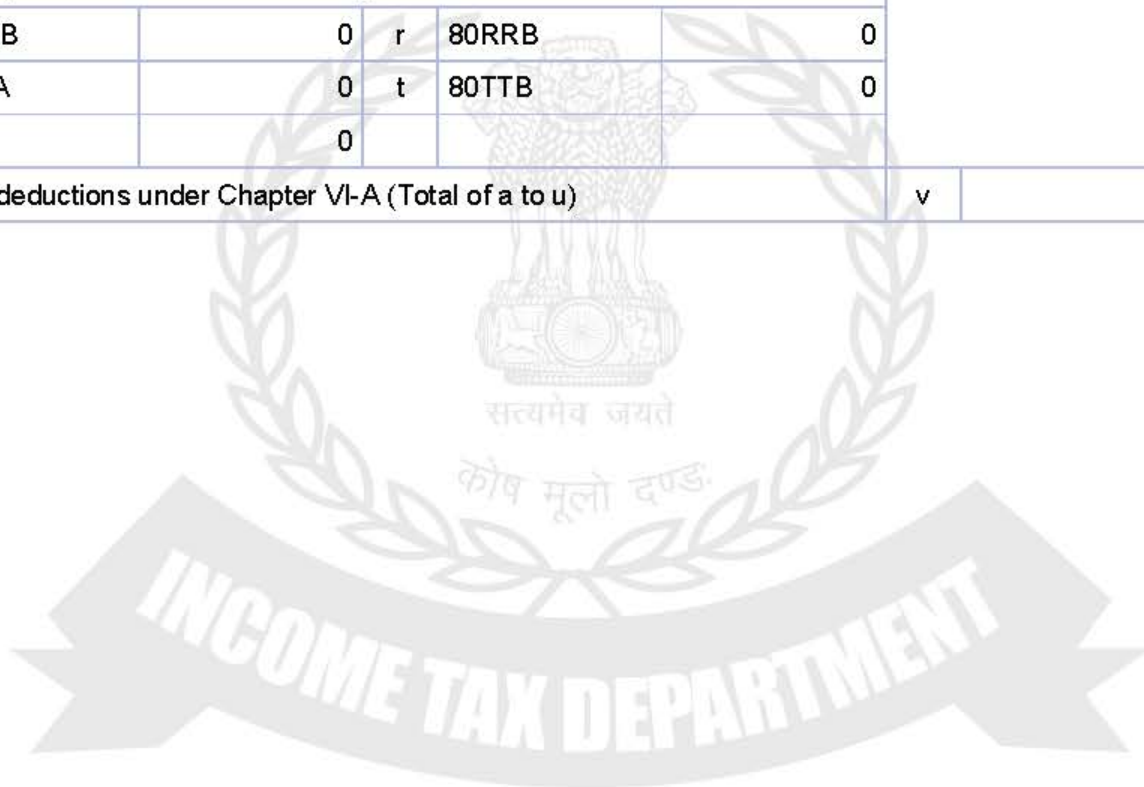 B 0 r 80RRB 0
A 0 t 80TTB 0
0
deductions under Chapter VI-A (Total of a to u) v
सत्यमेव जयते
कोष मूलो दण्डः
INCOME TAX DEPARTMENT